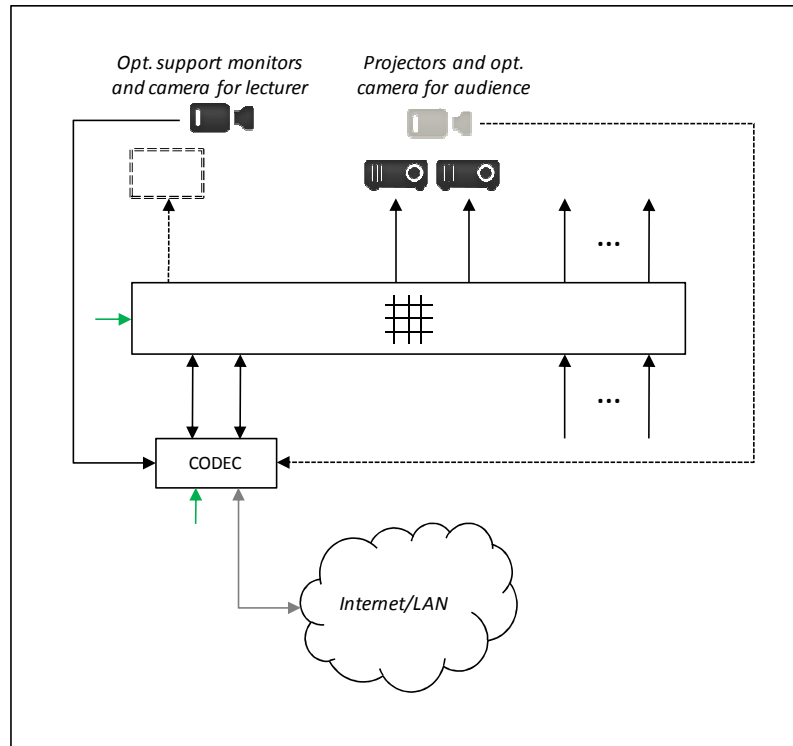 Opt. support monitors
and camera for lecturer
Projectors and opt.
camera for audience
...
...
CODEC
Internet/LAN